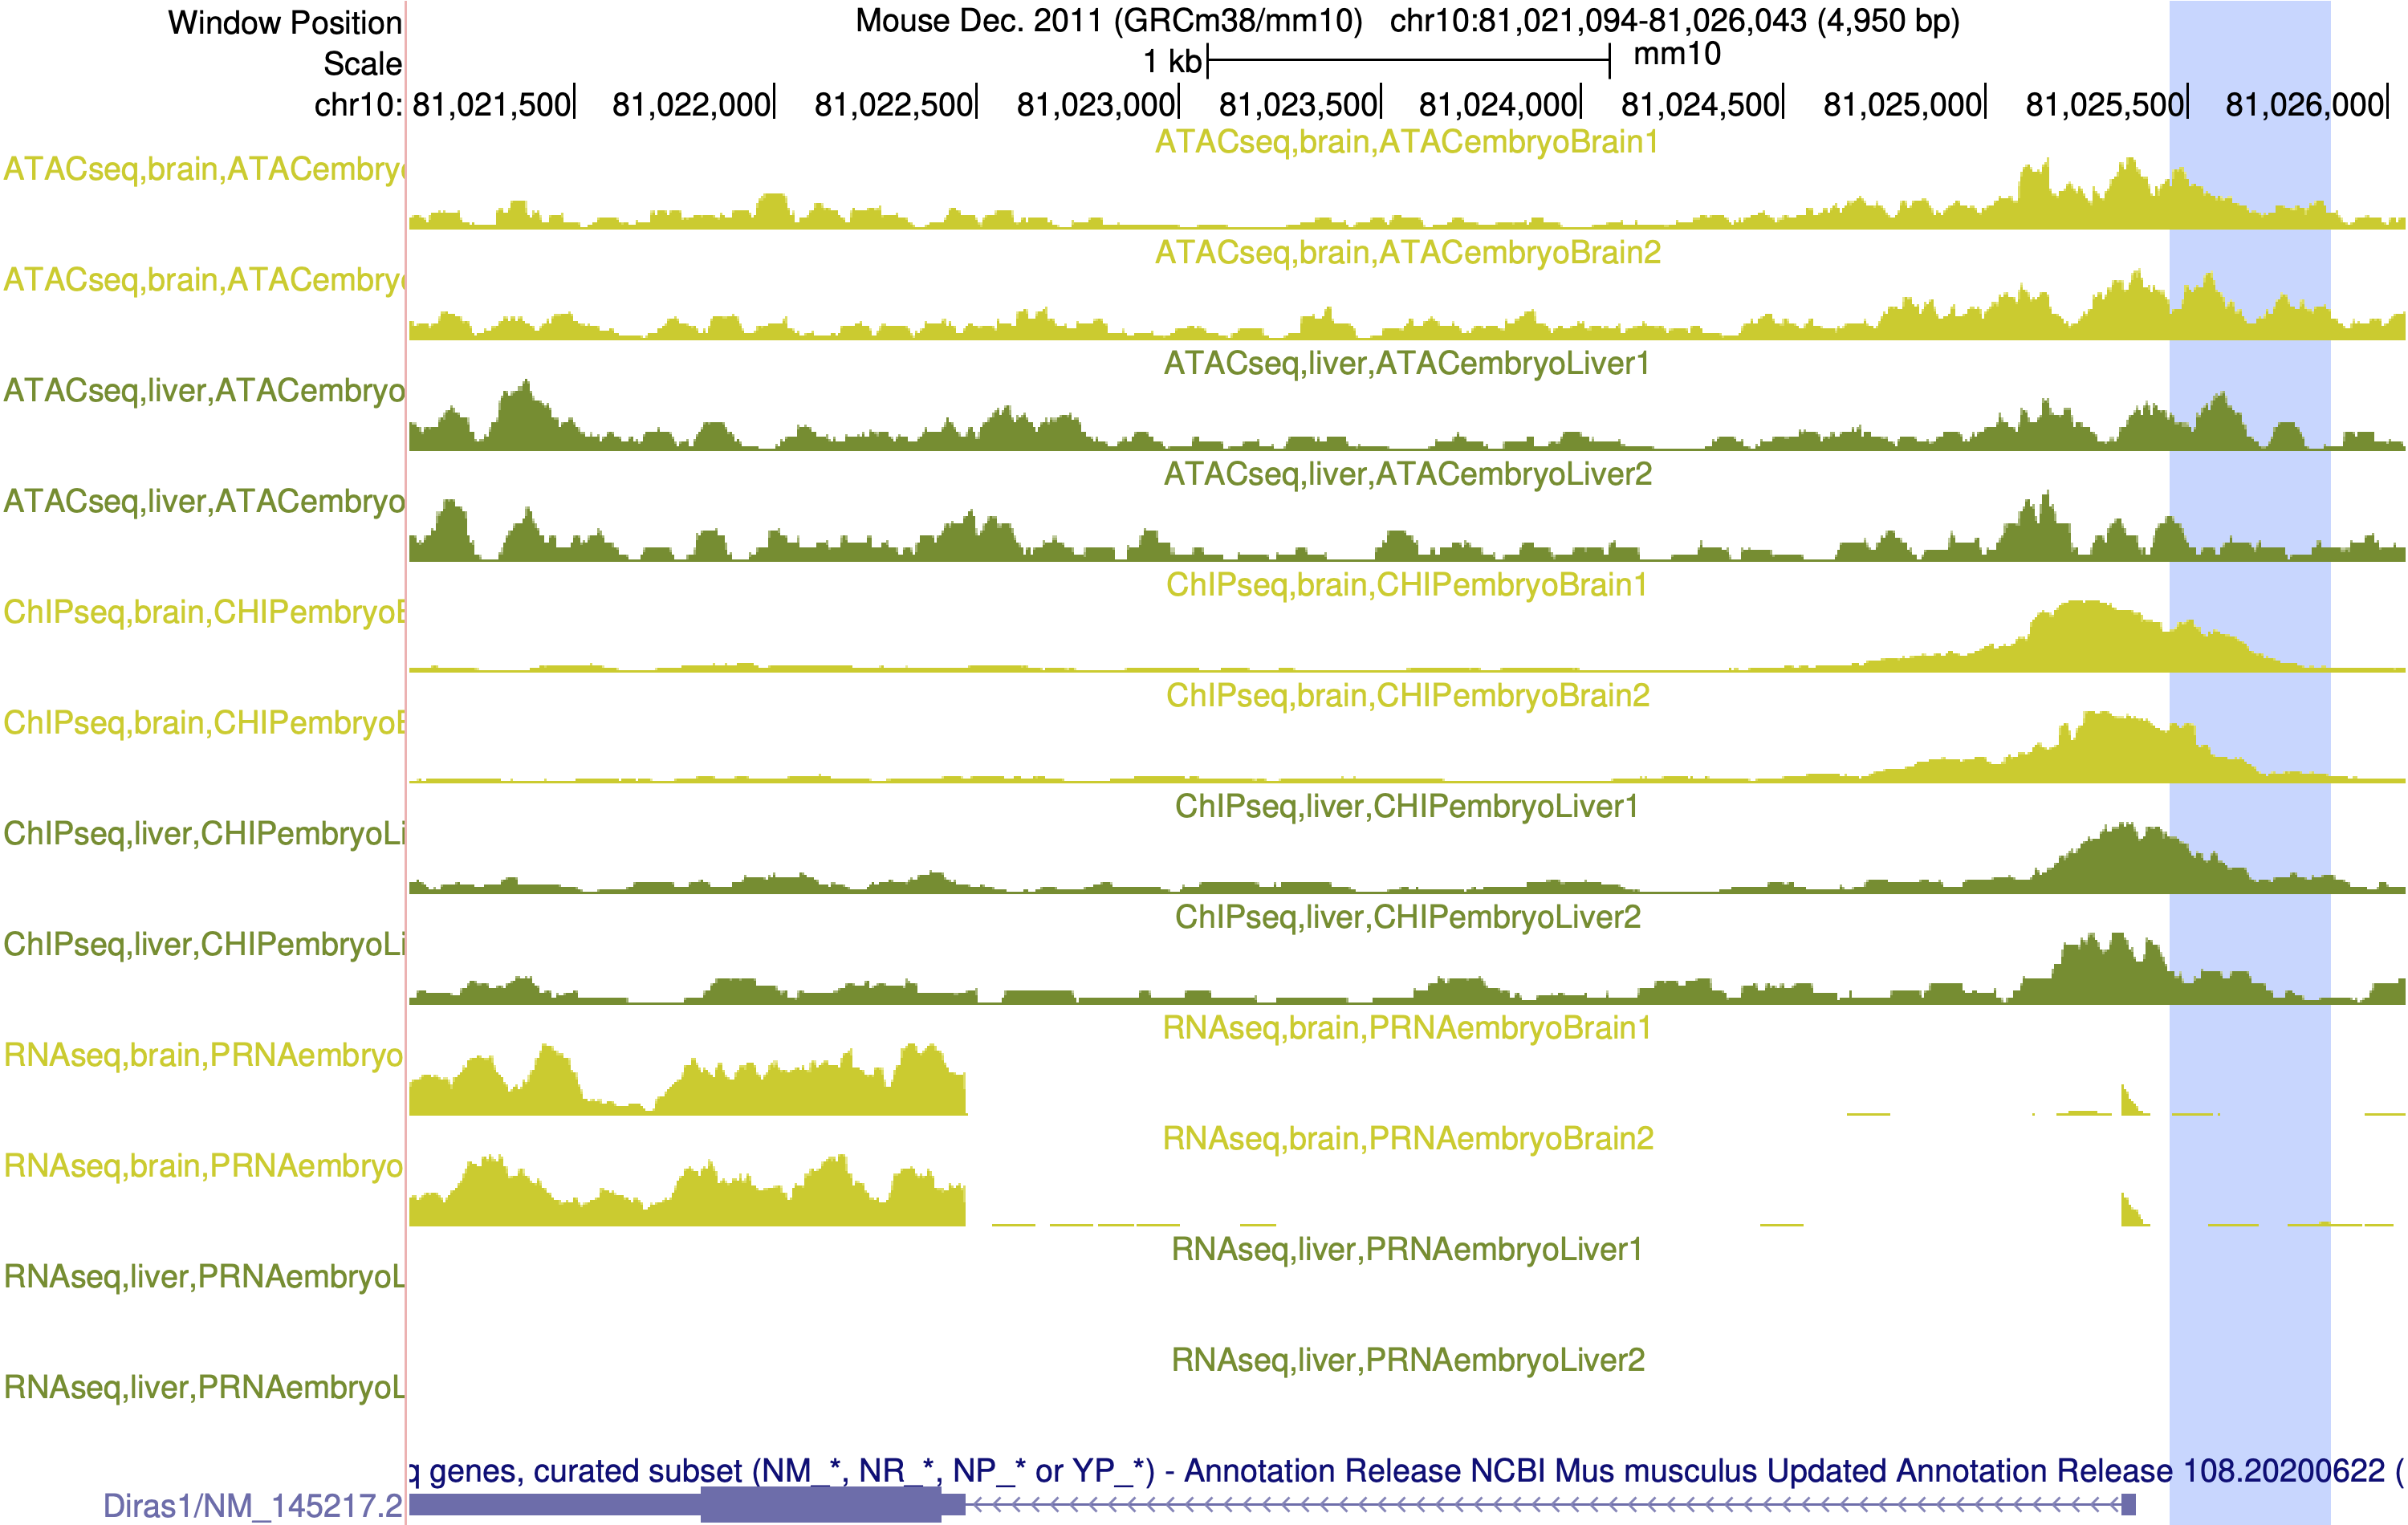 Window Position Mouse Dec. 2011 (GRCm38/mm10) chr10:81,021,094-81,026,043 (4,950 bp)
Scale 1 kb mm10
chr10: 81,021,500 81,022,000 81,022,500 81,023,000 81,023,500 81,024,000 81,024,500 81,025,000 81,025,500 81,026,000
ATACseq,brain,ATACembryoBrain1
ATACseq,brain,ATACembry
ATACseq,brain,ATACembryoBrain2
ATACseq,brain,ATACembry
ATACseq,liver,ATACembryoLiver1
ATACseq,liver,ATACembryo
ATACseq,liver,ATACembryoLiver2
ATACseq,liver,ATACembryo
ChIPseq,brain,CHIPembryoBrain1
ChIPseq,brain,CHIPembryoB
ChIPseq,brain,CHIPembryoBrain2
ChIPseq,brain,CHIPembryoB
ChIPseq,liver,CHIPembryoLiver1
ChIPseq,liver,CHIPembryoLi
ChIPseq,liver,CHIPembryoLiver2
ChIPseq,liver,CHIPembryoLi
RNAseq,brain,PRNAembryoBrain1
RNAseq,brain,PRNAembryo
RNAseq,brain,PRNAembryoBrain2
RNAseq,brain,PRNAembryo
RNAseq,liver,PRNAembryoLiver1
RNAseq,liver,PRNAembryoL
RNAseq,liver,PRNAembryoLiver2
RNAseq,liver,PRNAembryoL
q genes, curated subset (NM_*, NR_*, NP_* or YP_*) - Annotation Release NCBI Mus musculus Updated Annotation Release 108.20200622 (
Diras1/NM_145217.2